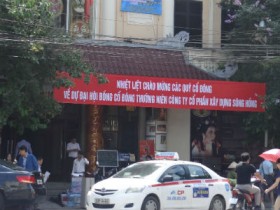 NHIỆT LIỆT CHÀO MỪNG CÁC QUÝ CỔ ĐÔNG
VỀ DỰ ĐẠI HỘI ĐỒNG CỔ ĐÔNG THƯỜNG NIÊN CÔNG TY CỔ PHẦN XÂY DỰNG SÔNG HỒNG